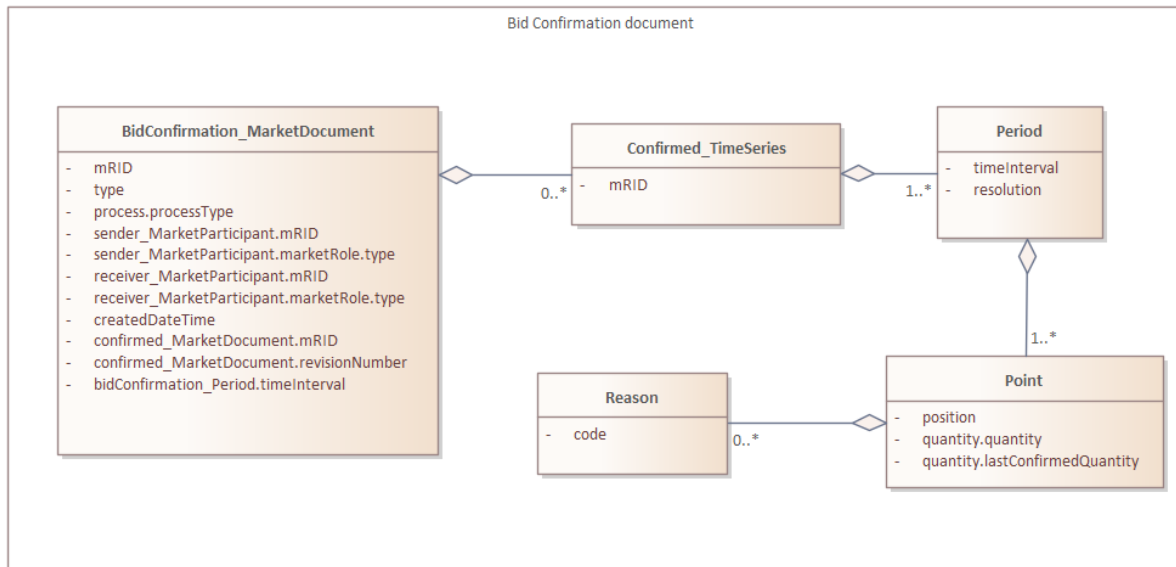 Bid Confirmation document
BidConfirmation_MarketDocument
- mRID
- type
- process.processType
- sender_MarketParticipant.mRID
- sender_MarketParticipant.marketRole.type
- receiver_MarketParticipant.mRID
- receiver_MarketParticipant.marketRole.type
- createdDateTime
- confirmed_MarketDocument.mRID
- confirmed_MarketDocument.revisionNumber
- bidConfirmation_Period.timeInterval
0..*
Confirmed_TimeSeries
- mRID
1..*
Period
- timeInterval
- resolution
1..*
Reason
- code
0..*
Point
- position
- quantity.quantity
- quantity.lastConfirmedQuantity